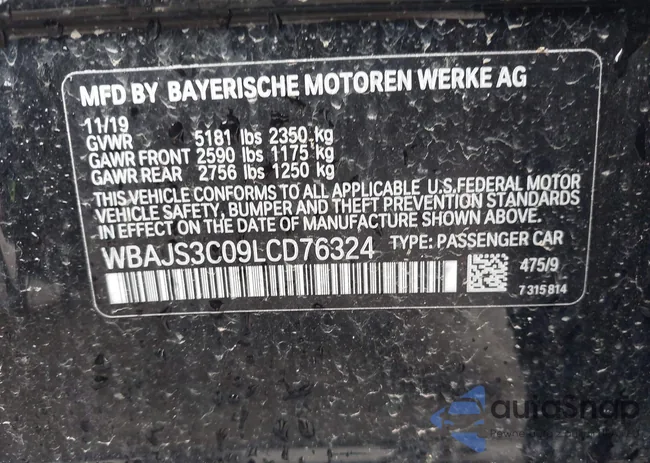 MFD BY BAYERISCHE MOTOREN WERKE AG
11/19
GVWR 5181 lbs 2350 kg
GAWR FRONT 2590 lbs 1175 kg
GAWR REAR 2756 lbs 1250 kg
THIS VEHICLE CONFORMS TO ALL APPLICABLE U.S.FEDERAL MOTOR
VEHICLE SAFETY, BUMPER AND THEFT PREVENTION STANDARDS
IN EFFECT ON THE DATE OF MANUFACTURE SHOWN ABOVE.
WBAJS3C09LCD76324 TYPE: PASSENGER CAR
475/9
7 315 814
autoSnap